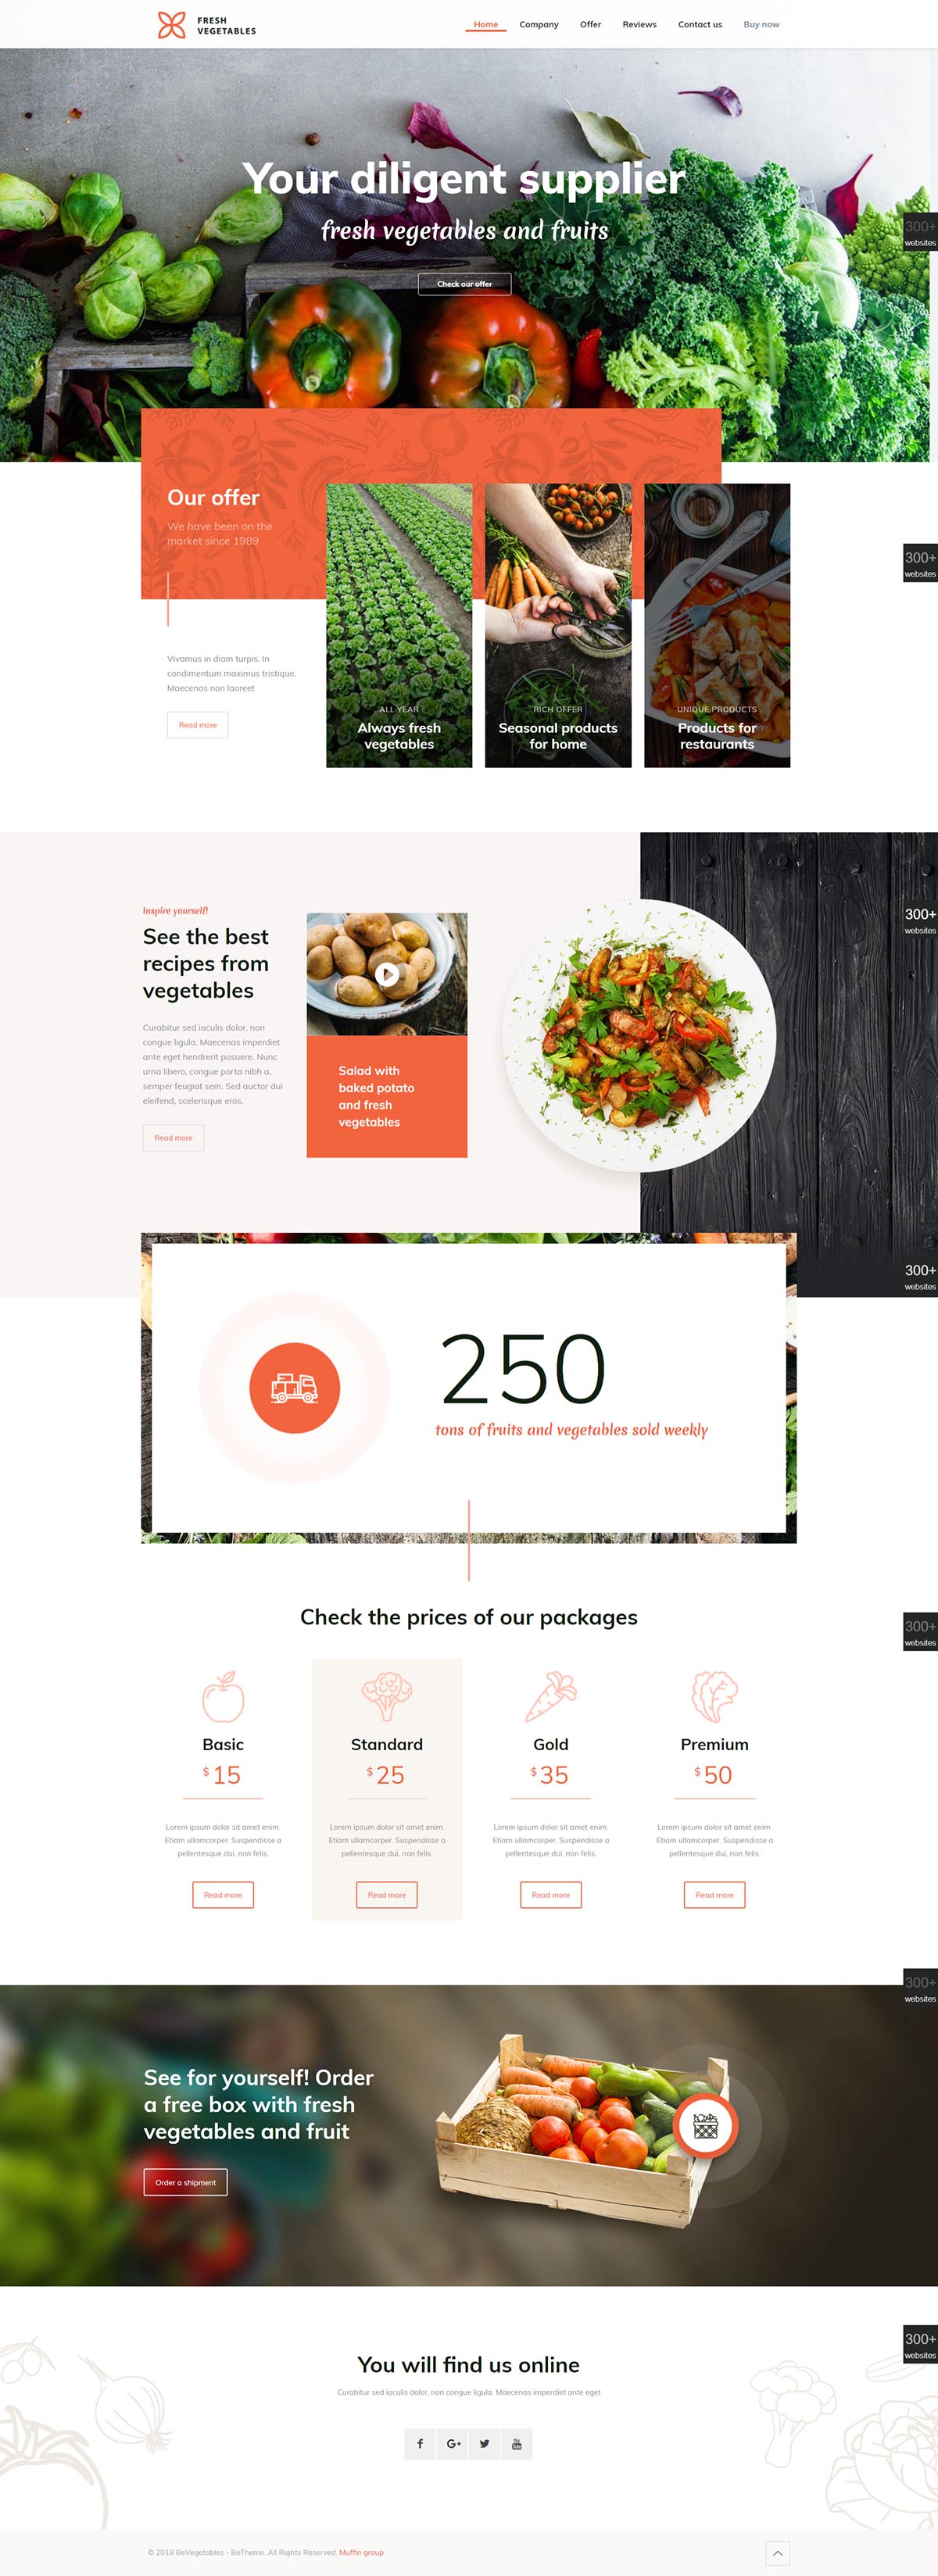 FRESH
VEGETABLES
Home Company Offer Reviews Contact us Buy now
Your diligent supplier
fresh vegetables and fruits
Check our offer
300+
websites
Our offer
We have been on the
market since 1989
Vivamus in diam turpis. In
condimentum maximus tristique.
Maecenas non laoreet
Read more
ALL YEAR
Always fresh
vegetables
RICH OFFER
Seasonal products
for home
UNIQUE PRODUCTS
Products for
restaurants
300+
websites
Inspire yourself!
See the best
recipes from
vegetables
Curabitur sed iaculis dolor, non
congue ligula. Maecenas imperdiet
ante eget hendrerit posuere. Nunc
urna libero, congue porta nibh a,
semper feugiat sem. Sed auctor dui
eleifend, scelerisque eros.
Read more
Salad with
baked potato
and fresh
vegetables
300+
websites
300+
websites
250
tons of fruits and vegetables sold weekly
Check the prices of our packages
300+
websites
Basic
$ 15
Lorem ipsum dolor sit amet enim.
Etiam ullamcorper. Suspendisse a
pellentesque dui, non felis.
Read more
Standard
$ 25
Lorem ipsum dolor sit amet enim.
Etiam ullamcorper. Suspendisse a
pellentesque dui, non felis.
Read more
Gold
$ 35
Lorem ipsum dolor sit amet enim.
Etiam ullamcorper. Suspendisse a
pellentesque dui, non felis.
Read more
Premium
$ 50
Lorem ipsum dolor sit amet enim.
Etiam ullamcorper. Suspendisse a
pellentesque dui, non felis.
Read more
300+
websites
See for yourself! Order
a free box with fresh
vegetables and fruit
Order a shipment
300+
websites
You will find us online
Curabitur sed iaculis dolor, non congue ligula. Maecenas imperdiet ante eget
f G+ You Tube
© 2018 BeVegetables - BeTheme. All Rights Reserved. Muffin group